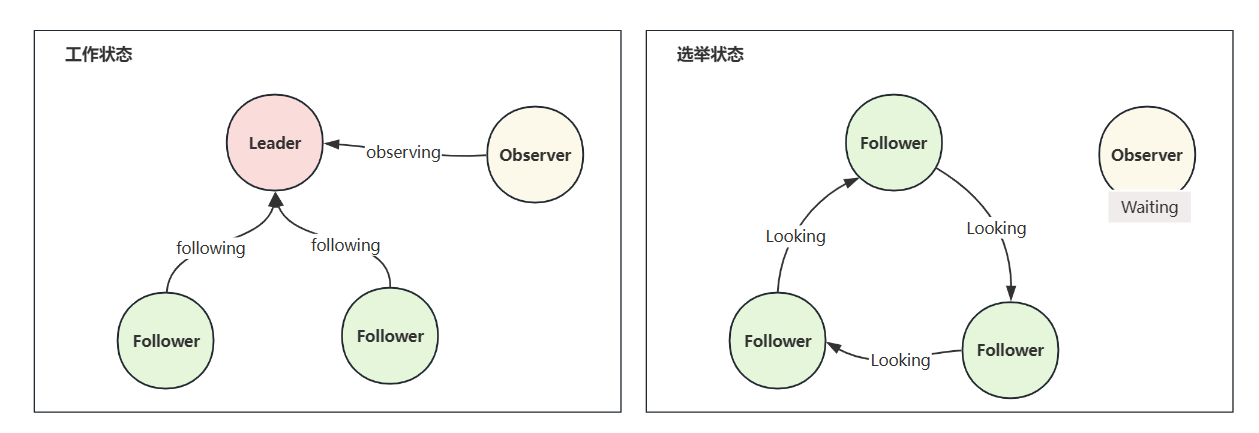 工作状态
Leader
observing
Observer
following
following
Follower
Follower
选举状态
Follower
Observer
Waiting
Looking
Looking
Follower
Looking
Follower